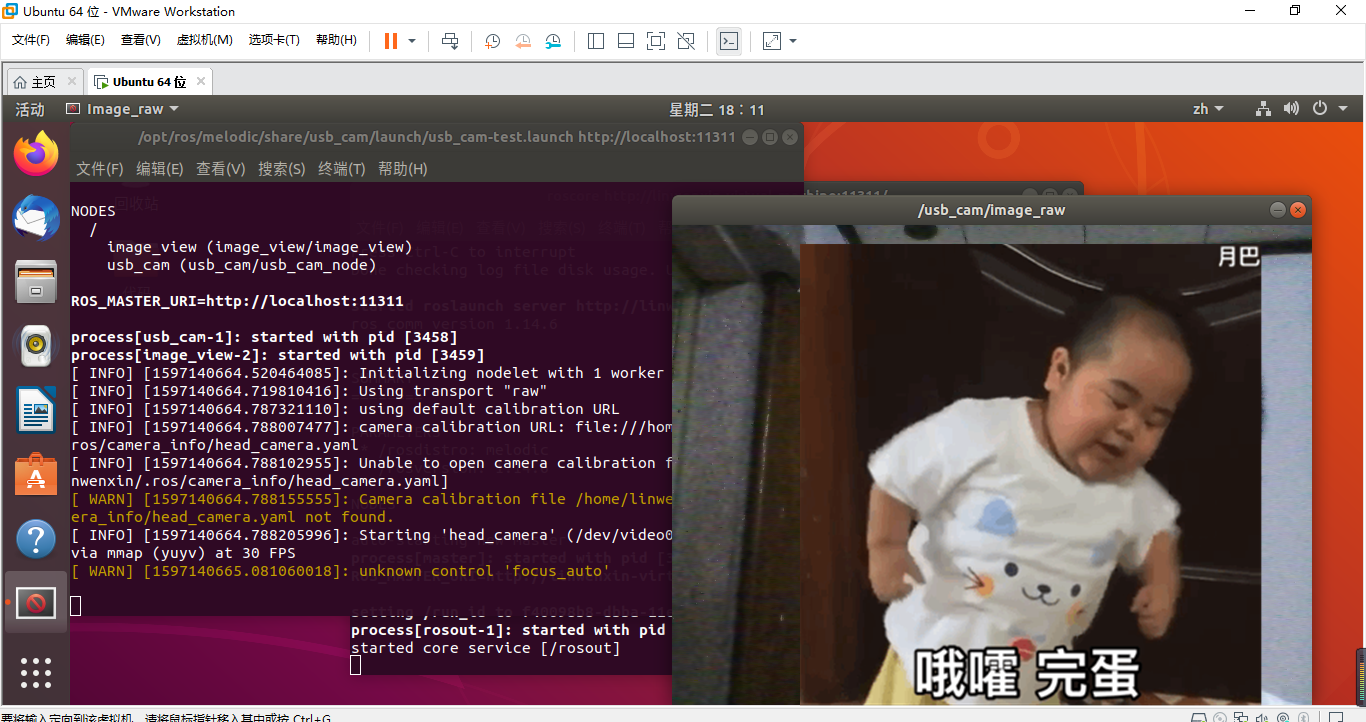 Ubuntu 64 位 - VMware Workstation
文件(F) 编辑(E) 查看(V) 虚拟机(M) 选项卡(T) 帮助(H)
主页 Ubuntu 64 位
活动 Image_raw 星期二 18：11 zh
/opt/ros/melodic/share/usb_cam/launch/usb_cam-test.launch http://localhost:11311
文件(F) 编辑(E) 查看(V) 搜索(S) 终端(T) 帮助(H)
NODES
/
image_view (image_view/image_view)
usb_cam (usb_cam/usb_cam_node)
ROS_MASTER_URI=http://localhost:11311
process[usb_cam-1]: started with pid [3458]
process[image_view-2]: started with pid [3459]
[ INFO] [1597140664.520464085]: Initializing nodelet with 1 worker
[ INFO] [1597140664.719810416]: Using transport "raw"
[ INFO] [1597140664.787321110]: using default calibration URL
[ INFO] [1597140664.788007477]: camera calibration URL: file:///hom
ros/camera_info/head_camera.yaml
[ INFO] [1597140664.788102955]: Unable to open camera calibration f
nwenxin/.ros/camera_info/head_camera.yaml]
[ WARN] [1597140664.788155555]: Camera calibration file /home/linwe
era_info/head_camera.yaml not found.
[ INFO] [1597140664.788205996]: Starting 'head_camera' (/dev/video0
via mmap (yuyv) at 30 FPS
[ WARN] [1597140665.081060018]: unknown control 'focus_auto'
process[rosout-1]: started with pid
started core service [/rosout]
/usb_cam/image_raw
月巴
哦嚯 完蛋
要将输入定向到该虚拟机，请将鼠标指针移入其中或按 Ctrl+G